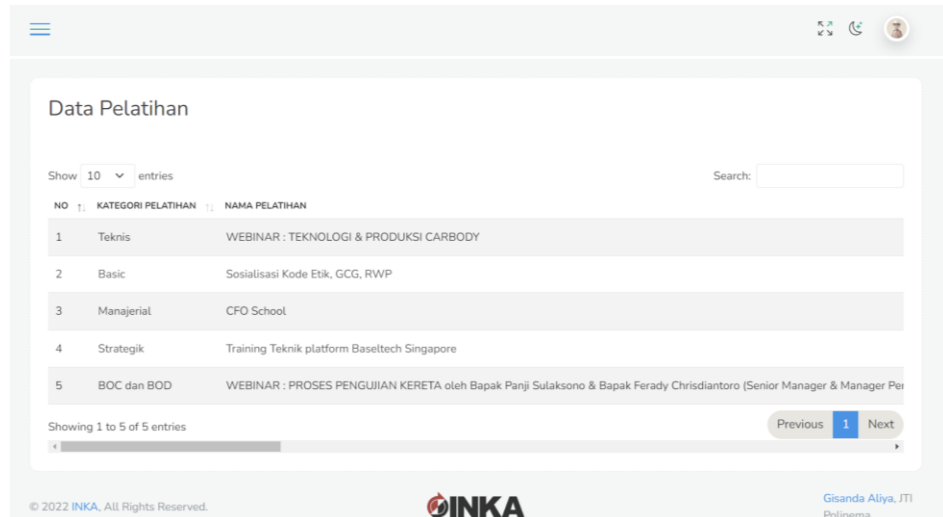 Data Pelatihan
Show 10 entries Search:
NO KATEGORI PELATIHAN NAMA PELATIHAN
1 Teknis WEBINAR : TEKNOLOGI & PRODUKSI CARBODY
2 Basic Sosialisasi Kode Etik, GCG, RWP
3 Manajerial CFO School
4 Strategik Training Teknik platform Baseltech Singapore
5 BOC dan BOD WEBINAR : PROSES PENGUJIAN KERETA oleh Bapak Panji Sulaksono & Bapak Ferady Chrisdiantoro (Senior Manager & Manager Per
Showing 1 to 5 of 5 entries Previous 1 Next
© 2022 INKA, All Rights Reserved. INKA Gisanda Aliya, JTI
Polinema